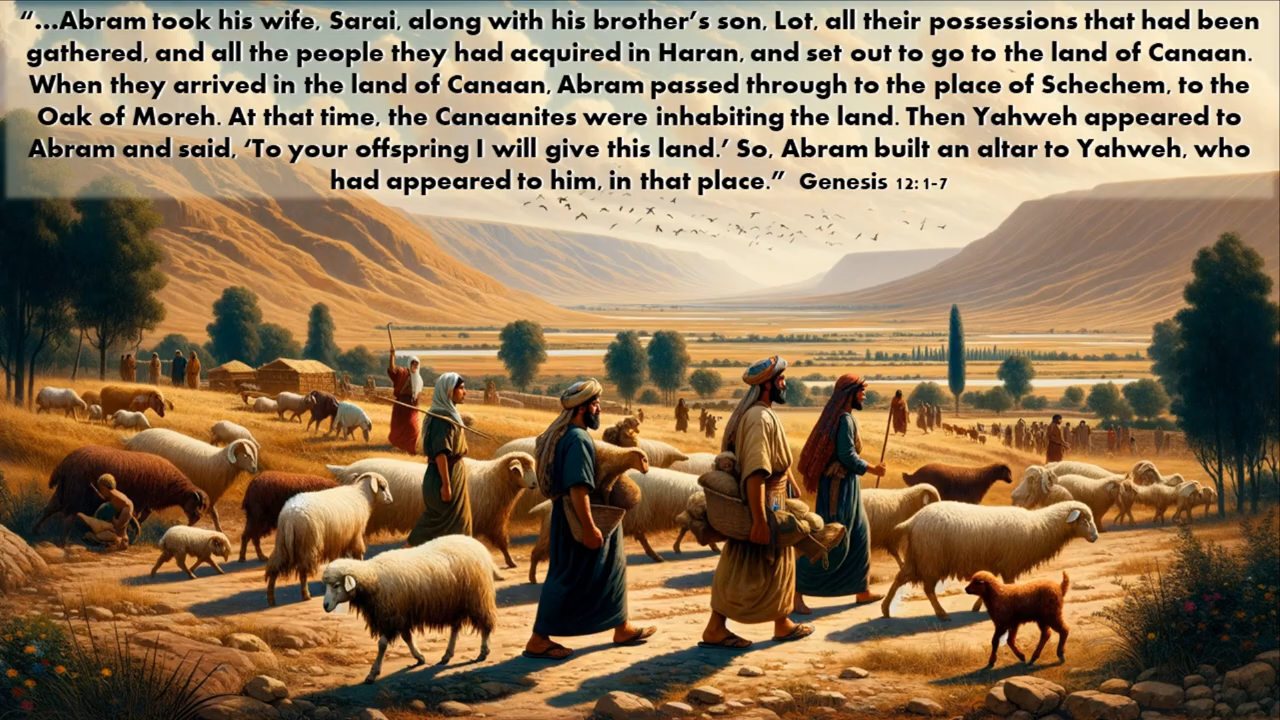 “...Abram took his wife, Sarai, along with his brother’s son, Lot, all their possessions that had been
gathered, and all the people they had acquired in Haran, and set out to go to the land of Canaan.
When they arrived in the land of Canaan, Abram passed through to the place of Schechem, to the
Oak of Moreh. At that time, the Canaanites were inhabiting the land. Then Yahweh appeared to
Abram and said, ‘To your offspring I will give this land.’ So, Abram built an altar to Yahweh, who
had appeared to him, in that place.” Genesis 12:1-7